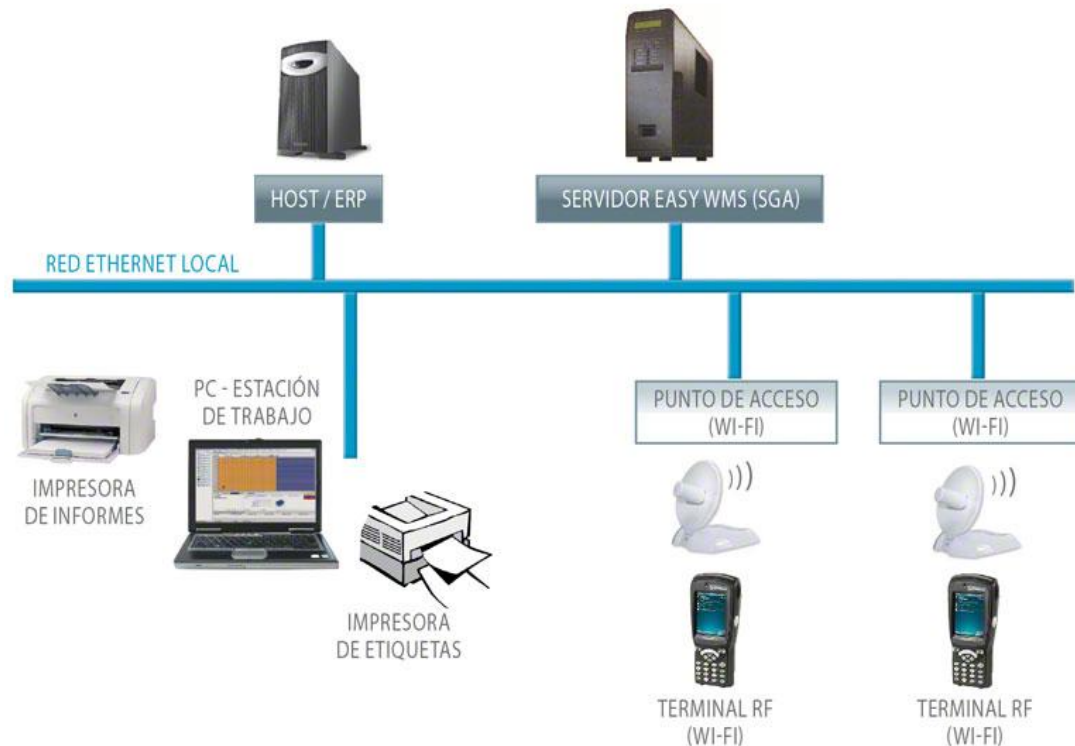 HOST / ERP
SERVIDOR EASY WMS (SGA)
RED ETHERNET LOCAL
PC - ESTACIÓN
DE TRABAJO
IMPRESORA
DE INFORMES
IMPRESORA
DE ETIQUETAS
PUNTO DE ACCESO
(WI-FI)
PUNTO DE ACCESO
(WI-FI)
TERMINAL RF
(WI-FI)
TERMINAL RF
(WI-FI)